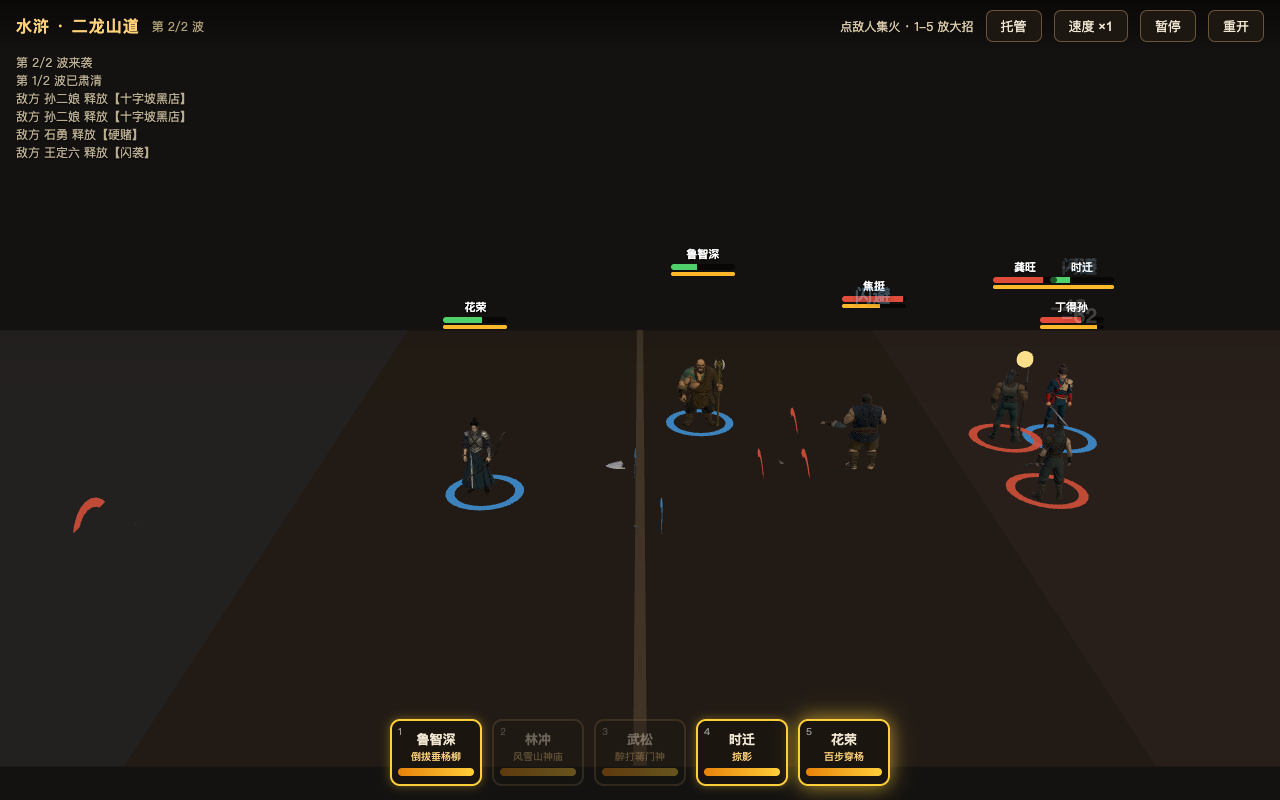 水浒 · 二龙山道 第 2/2 波
点敌人集火 · 1–5 放大招 托管 速度 ×1 暂停 重开
第 2/2 波来袭
第 1/2 波已肃清
敌方 孙二娘 释放【十字坡黑店】
敌方 孙二娘 释放【十字坡黑店】
敌方 石勇 释放【硬赌】
敌方 王定六 释放【闪袭】
鲁智深
龚旺 时迁
焦挺
花荣
丁得孙
1 鲁智深
倒拔垂杨柳
2 林冲
风雪山神庙
3 武松
醉打蒋门神
4 时迁
掠影
5 花荣
百步穿杨